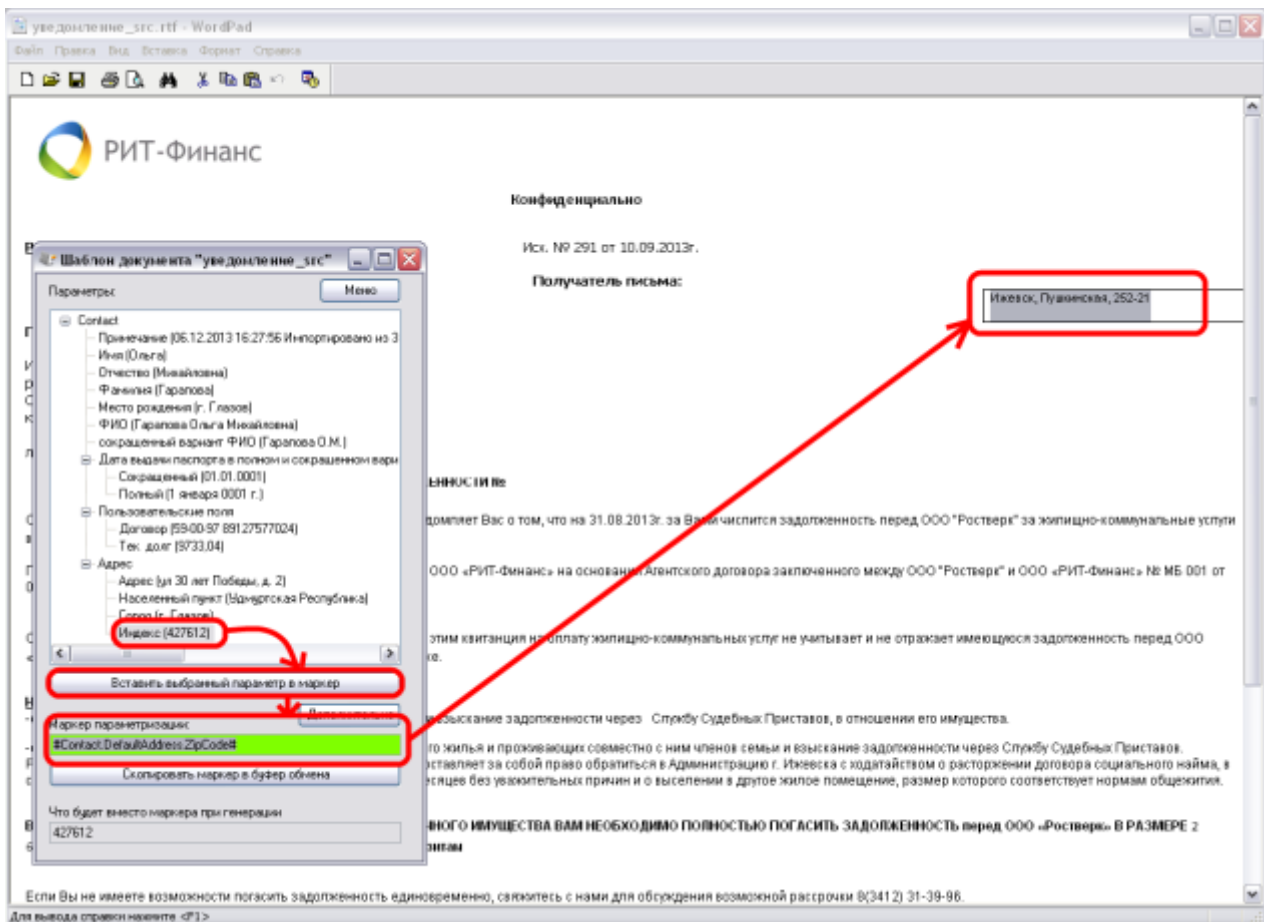 уведомление_src.rtf - WordPad
Файл Правка Вид Вставка Формат Справка
РИТ-Финанс
Конфиденциально
Исх. № 291 от 10.09.2013г.
Получатель письма:
Ижевск, Пушкинская, 252-21
Шаблон документа "уведомление_src"
Параметры:
Меню
Contact
Примечание (06.12.2013 16:27:56 Импортировано из 3
Имя (Ольга)
Отчество (Михайловна)
Фамилия (Гарапова)
Место рождения (г. Глазов)
ФИО (Гарапова Ольга Михайловна)
сокращенный вариант ФИО (Гарапова О.М.)
Дата выдачи паспорта в полном и сокращенном вари
Сокращенный (01.01.0001)
Полный (1 января 0001 г.)
Пользовательские поля
Договор (59-00-97 89127577024)
Тек. долг (9733,04)
Адрес
Адрес (ул 30 лет Победы, д. 2)
Населенный пункт (Удмуртская Республика)
Город (г. Глазов)
Индекс (427612)
Вставить выбранный параметр в маркер
Дополнительно
Маркер параметризации:
#Contact.DefaultAddress.ZipCode#
Скопировать маркер в буфер обмена
Что будет вместо маркера при генерации
427612
ЕННОСТИ №
домляет Вас о том, что на 31.08.2013г. за Вами числится задолженность перед ООО "Ростверк" за жилищно-коммунальные услуги
ООО «РИТ-Финанс» на основании Агентского договора заключенного между ООО "Ростверк" и ООО «РИТ-Финанс» № МБ 001 от
этим квитанция на оплату жилищно-коммунальных услуг не учитывает и не отражает имеющуюся задолженность перед ООО
ке.
взыскание задолженности через Службу Судебных Приставов, в отношении его имущества.
го жилья и проживающих совместно с ним членов семьи и взыскание задолженности через Службу Судебных Приставов.
оставляет за собой право обратиться в Администрацию г. Ижевска с ходатайством о расторжении договора социального найма, в
есяцев без уважительных причин и о выселении в другое жилое помещение, размер которого соответствует нормам общежития.
ННОГО ИМУЩЕСТВА ВАМ НЕОБХОДИМО ПОЛНОСТЬЮ ПОГАСИТЬ ЗАДОЛЖЕННОСТЬ перед ООО «Ростверк» В РАЗМЕРЕ 2
Если Вы не имеете возможности погасить задолженность единовременно, свяжитесь с нами для обсуждения возможной рассрочки 8(3412) 31-39-96.
Для вывода справки нажмите <F1>